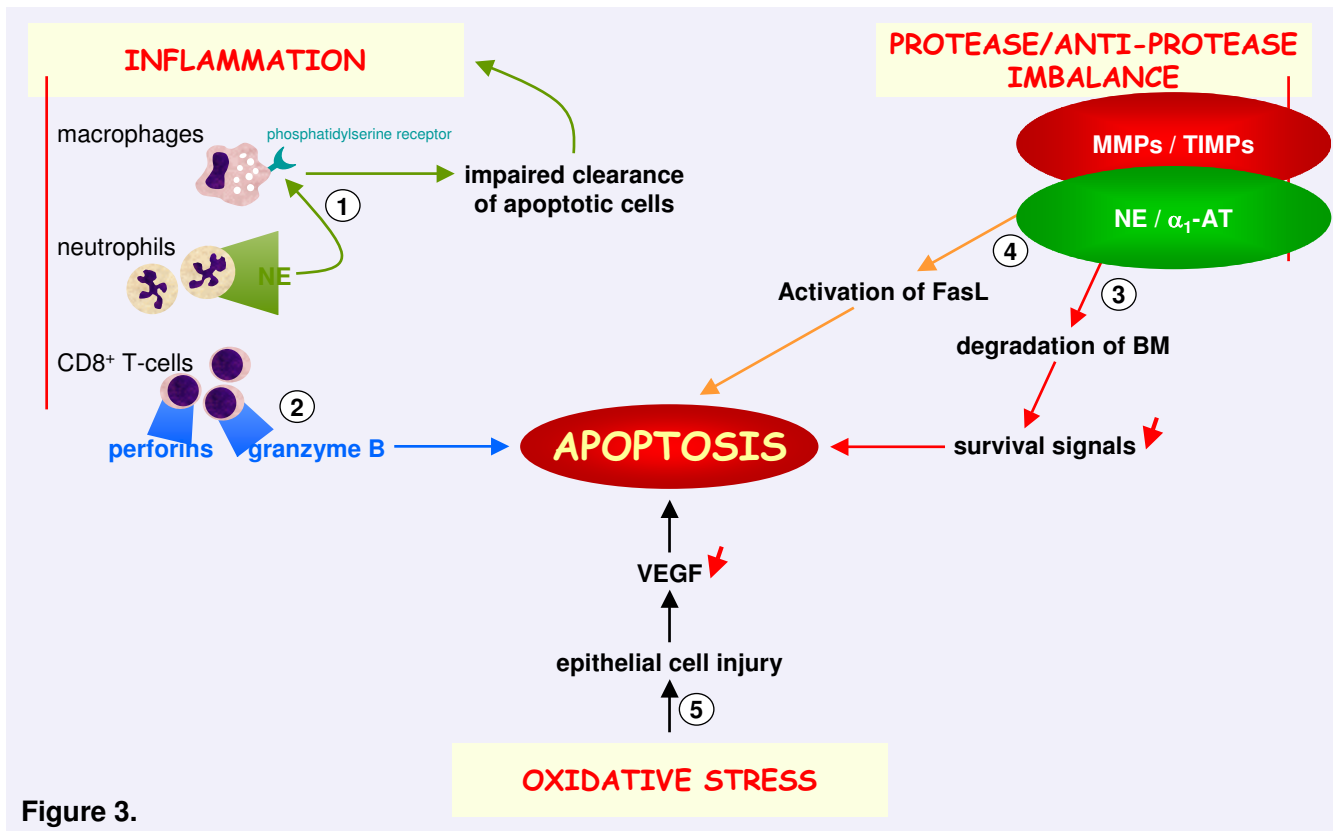 INFLAMMATION
PROTEASE/ANTI-PROTEASE
IMBALANCE
macrophages
phosphatidylserine receptor
MMPs / TIMPs
impaired clearance
of apoptotic cells
1
NE / α₁-AT
neutrophils
NE
4
Activation of FasL
3
degradation of BM
CD8⁺ T-cells
2
perforins
granzyme B
APOPTOSIS
survival signals
VEGF
epithelial cell injury
5
OXIDATIVE STRESS
Figure 3.